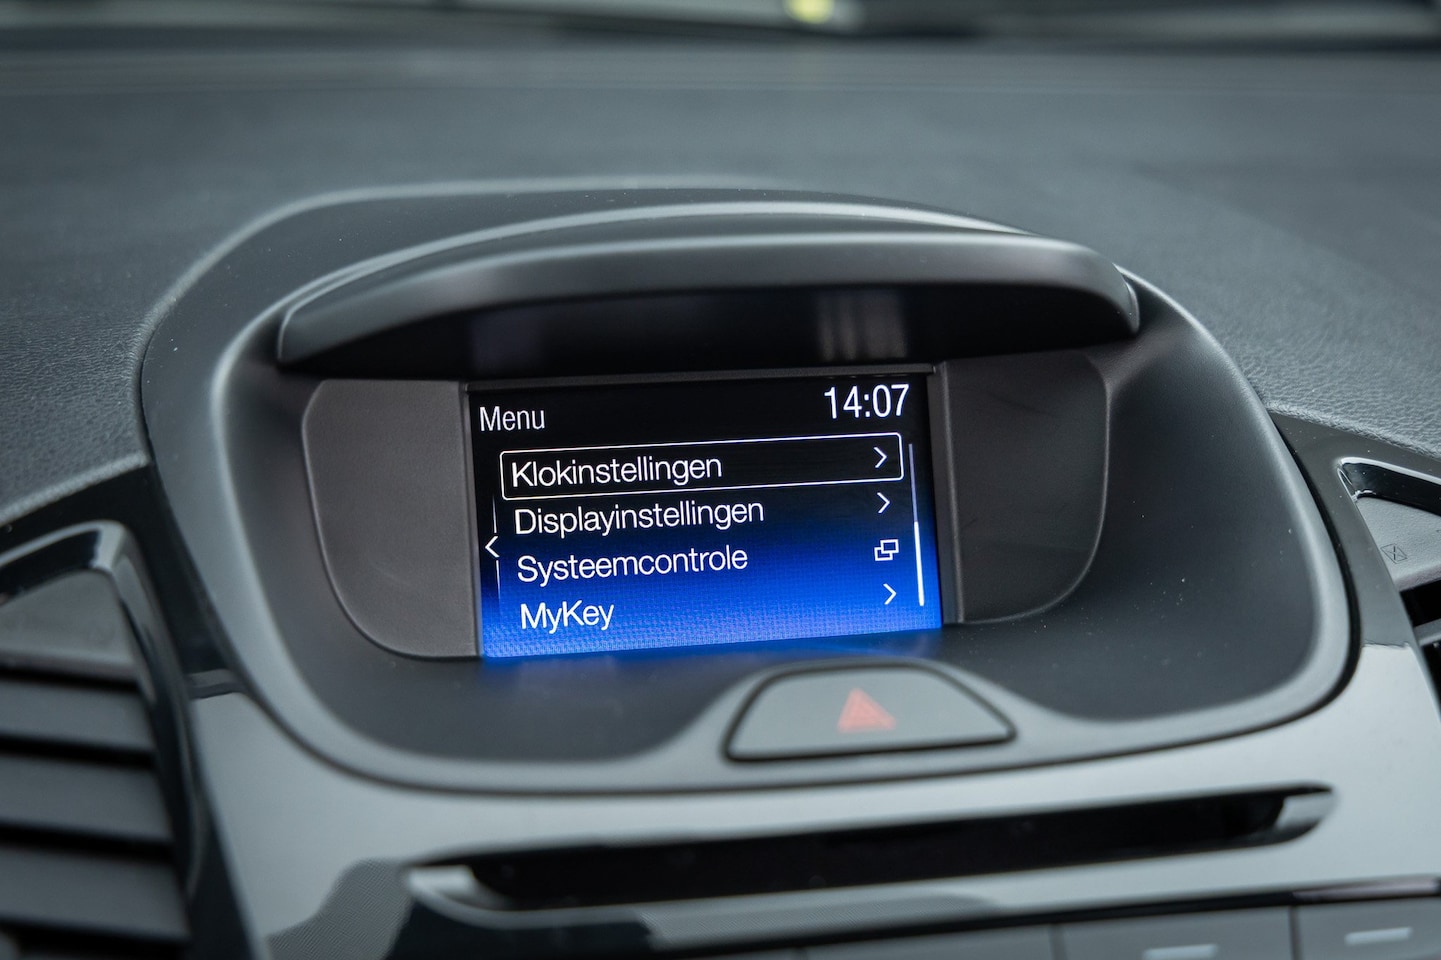 Menu 14:07
Klokinstellingen
Displayinstellingen
Systeemcontrole
MyKey